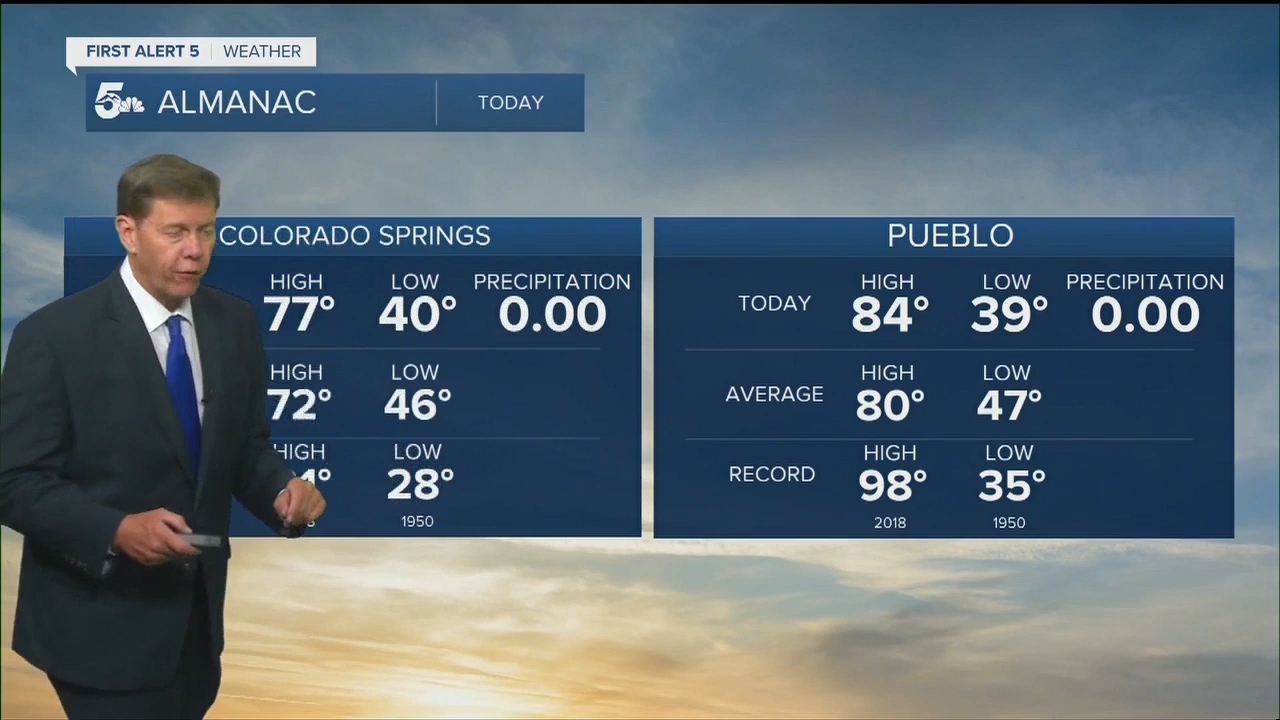 FIRST ALERT 5 | WEATHER
5 ALMANAC TODAY
COLORADO SPRINGS
HIGH LOW PRECIPITATION
77° 40° 0.00
HIGH LOW
72° 46°
HIGH LOW
28°
1950
PUEBLO
HIGH LOW PRECIPITATION
TODAY 84° 39° 0.00
HIGH LOW
AVERAGE 80° 47°
HIGH LOW
RECORD 98° 35°
2018 1950